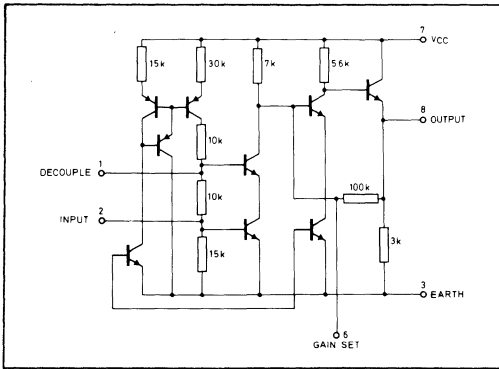 7
VCC
15k
30k
7k
5·6k
8
OUTPUT
10k
1
DECOUPLE
10k
100k
2
INPUT
15k
3k
3
EARTH
6
GAIN SET